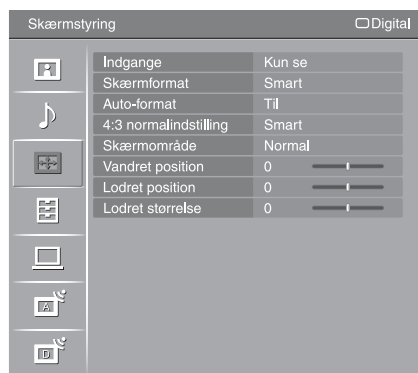 Skærmstyring Digital
Indgange Kun se
Skærmformat Smart
Auto-format Til
4:3 normalindstilling Smart
Skærmområde Normal
Vandret position 0
Lodret position 0
Lodret størrelse 0
A
D